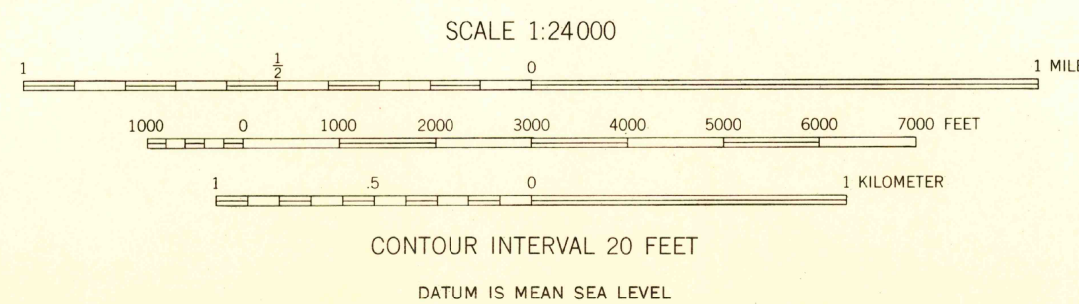 SCALE 1:24000
1 ½ 0 1 MILE
1000 0 1000 2000 3000 4000 5000 6000 7000 FEET
1 .5 0 1 KILOMETER
CONTOUR INTERVAL 20 FEET
DATUM IS MEAN SEA LEVEL